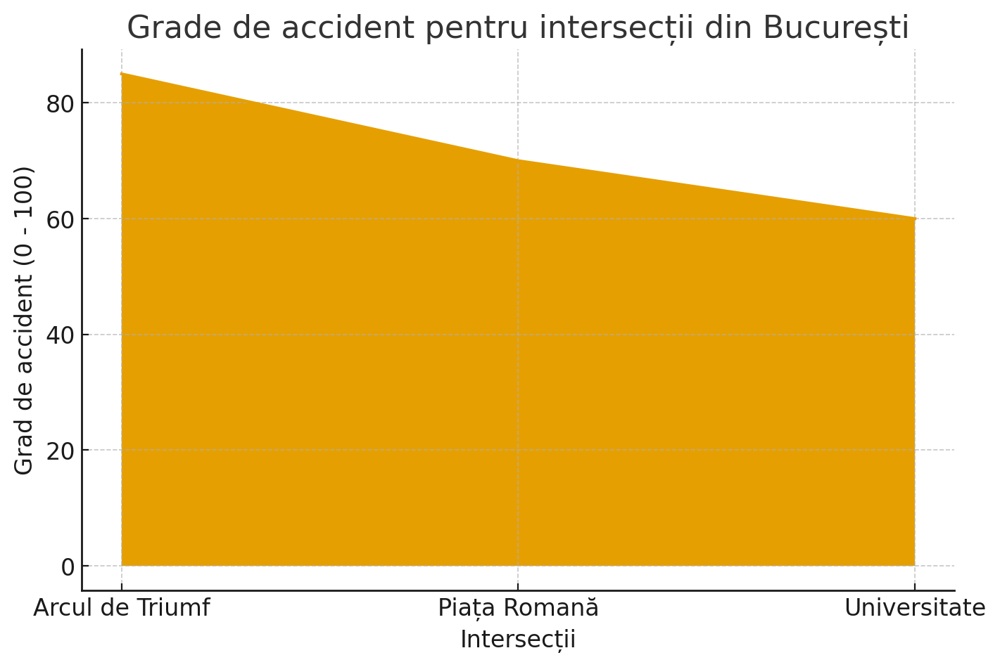 Grade de accident pentru intersecții din București
Grad de accident (0 - 100)
80
60
40
20
0
Arcul de Triumf
Piața Romană
Universitate
Intersecții